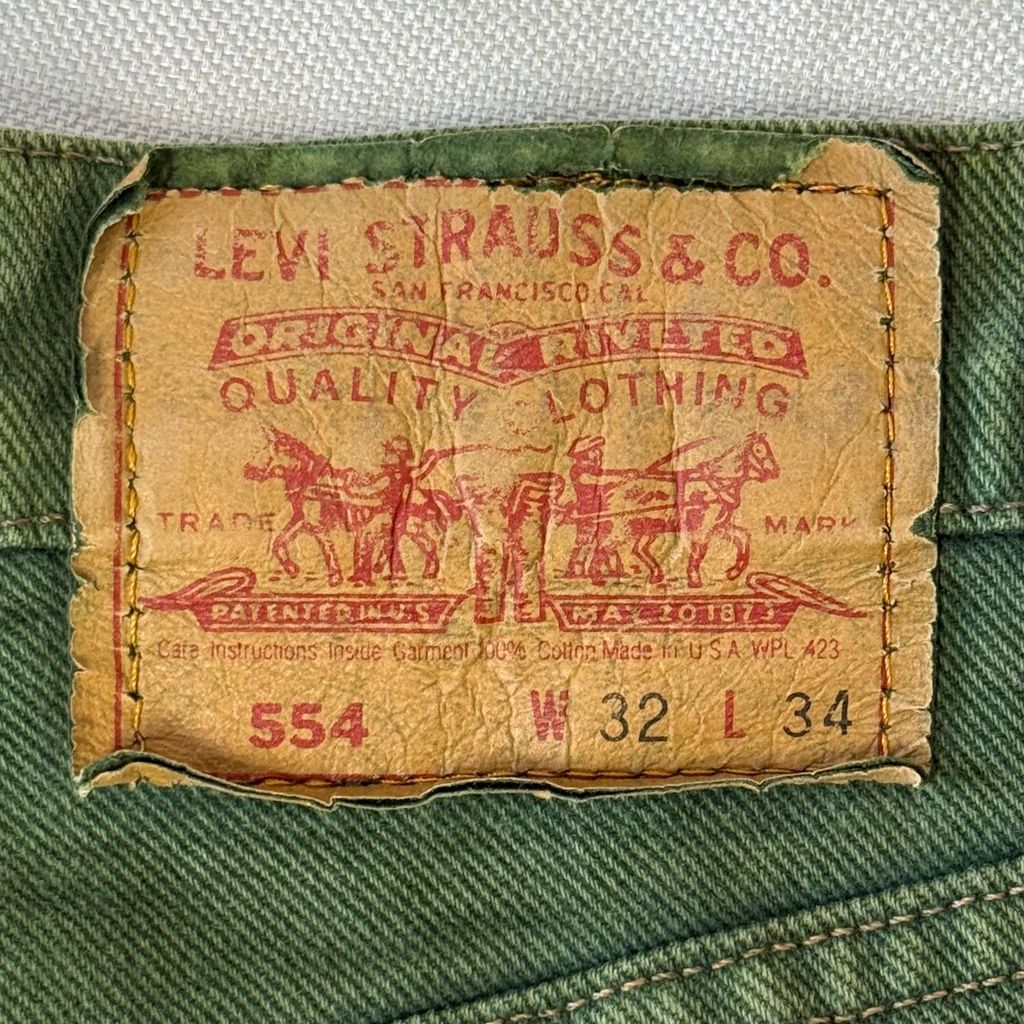 LEVI STRAUSS & CO.
SAN FRANCISCO, CAL
ORIGINAL RIVETED
QUALITY CLOTHING
TRADE MARK
PATENTED IN U.S MAY 20 1873
Care Instructions Inside Garment 100% Cotton Made in U S A WPL 423
554 W 32 L 34